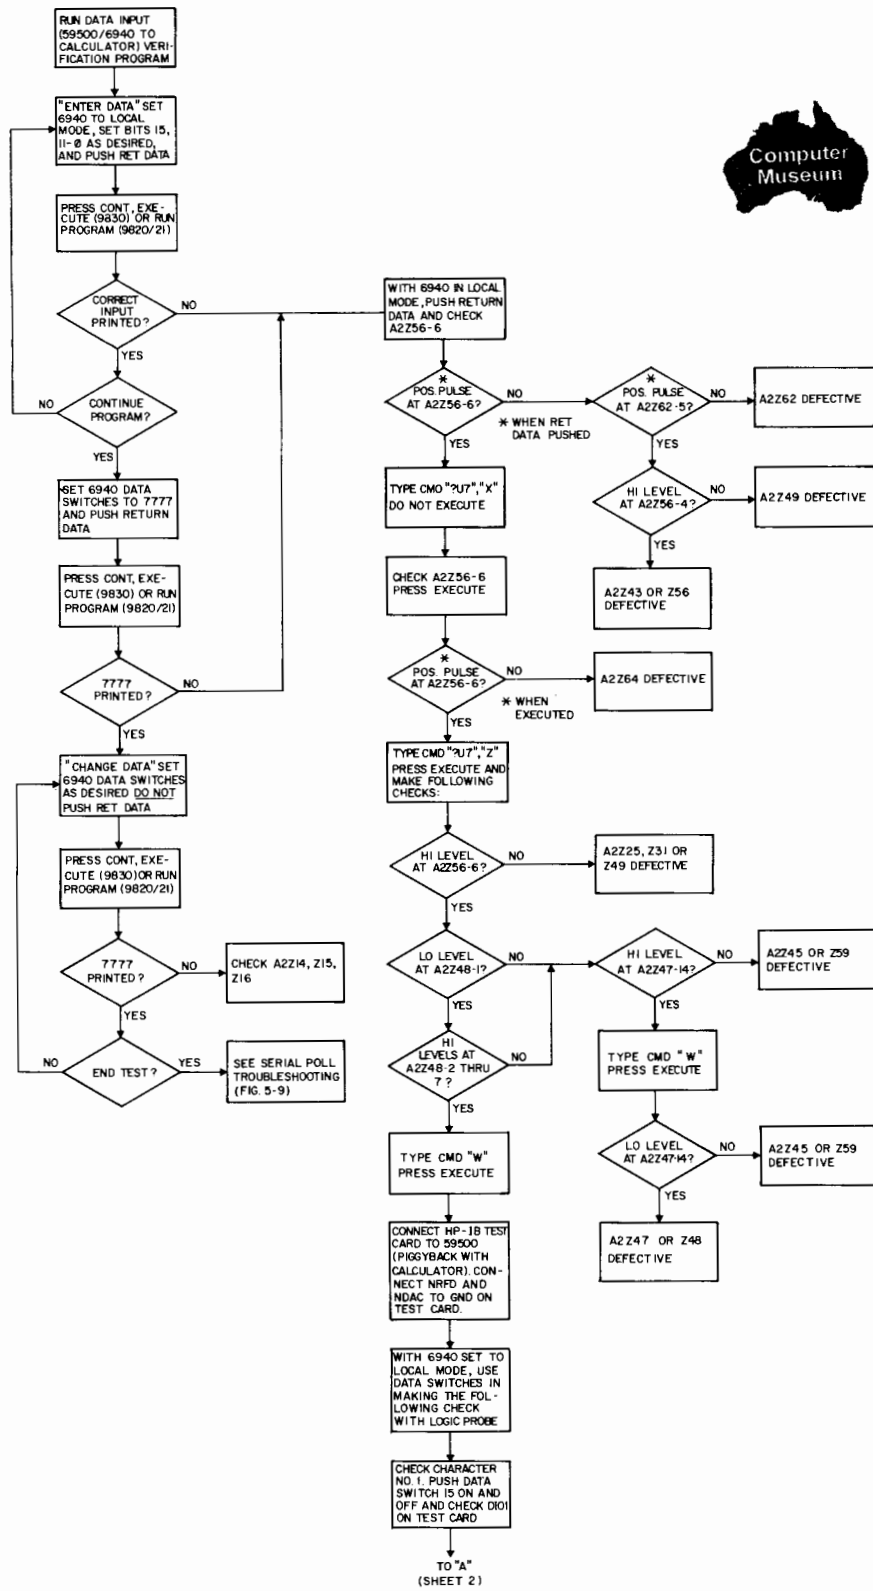 RUN DATA INPUT
(59500/6940 TO
CALCULATOR) VERI-
FICATION PROGRAM
"ENTER DATA" SET
6940 TO LOCAL
MODE, SET BITS 15,
11-0 AS DESIRED,
AND PUSH RET DATA
PRESS CONT, EXE-
CUTE (9830) OR RUN
PROGRAM (9820/21)
CORRECT
INPUT
PRINTED?
NO
YES
CONTINUE
PROGRAM?
NO
YES
SET 6940 DATA
SWITCHES TO 7777
AND PUSH RETURN
DATA
PRESS CONT, EXE-
CUTE (9830) OR RUN
PROGRAM (9820/21)
7777
PRINTED?
NO
YES
"CHANGE DATA" SET
6940 DATA SWITCHES
AS DESIRED DO NOT
PUSH RET DATA
PRESS CONT, EXE-
CUTE (9830) OR RUN
PROGRAM (9820/21)
7777
PRINTED?
NO
CHECK A2Z14, Z15,
Z16
YES
END TEST?
NO
YES
SEE SERIAL POLL
TROUBLESHOOTING
(FIG. 5-9)
Computer
Museum
WITH 6940 IN LOCAL
MODE, PUSH RETURN
DATA AND CHECK
A2Z56-6
*
POS. PULSE
AT A2Z56-6?
NO
* WHEN RET
DATA PUSHED
YES
*
POS. PULSE
AT A2Z62-5?
NO
A2Z62 DEFECTIVE
YES
HI LEVEL
AT A2Z56-4?
NO
A2Z49 DEFECTIVE
YES
A2Z43 OR Z56
DEFECTIVE
TYPE CMD "?U7","X"
DO NOT EXECUTE
CHECK A2Z56-6
PRESS EXECUTE
*
POS. PULSE
AT A2Z56-6?
NO
* WHEN
EXECUTED
A2Z64 DEFECTIVE
YES
TYPE CMD "?U7","Z"
PRESS EXECUTE AND
MAKE FOLLOWING
CHECKS:
HI LEVEL
AT A2Z56-6?
NO
A2Z25, Z31 OR
Z49 DEFECTIVE
YES
LO LEVEL
AT A2Z48-1?
NO
YES
HI
LEVELS AT
A2Z48-2 THRU
7?
NO
YES
HI LEVEL
AT A2Z47-14?
NO
A2Z45 OR Z59
DEFECTIVE
YES
TYPE CMD "W"
PRESS EXECUTE
LO LEVEL
AT A2Z47-14?
NO
A2Z45 OR Z59
DEFECTIVE
YES
A2Z47 OR Z48
DEFECTIVE
TYPE CMD "W"
PRESS EXECUTE
CONNECT HP-IB TEST
CARD TO 59500
(PIGGYBACK WITH
CALCULATOR). CON-
NECT NRFD AND
NDAC TO GND ON
TEST CARD.
WITH 6940 SET TO
LOCAL MODE, USE
DATA SWITCHES IN
MAKING THE FOL-
LOWING CHECK
WITH LOGIC PROBE
CHECK CHARACTER
NO. 1. PUSH DATA
SWITCH 15 ON AND
OFF AND CHECK DIO1
ON TEST CARD
TO "A"
(SHEET 2)